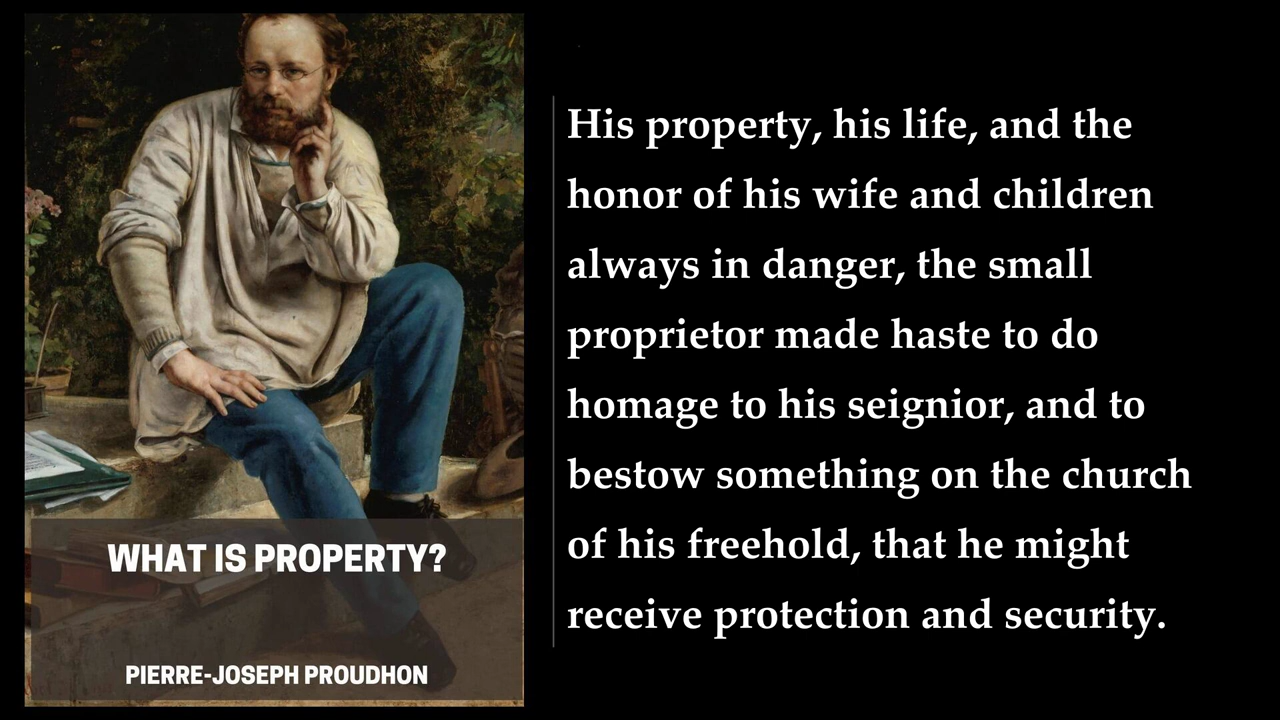 His property, his life, and the
honor of his wife and children
always in danger, the small
proprietor made haste to do
homage to his seignior, and to
bestow something on the church
of his freehold, that he might
receive protection and security.
WHAT IS PROPERTY?
PIERRE-JOSEPH PROUDHON